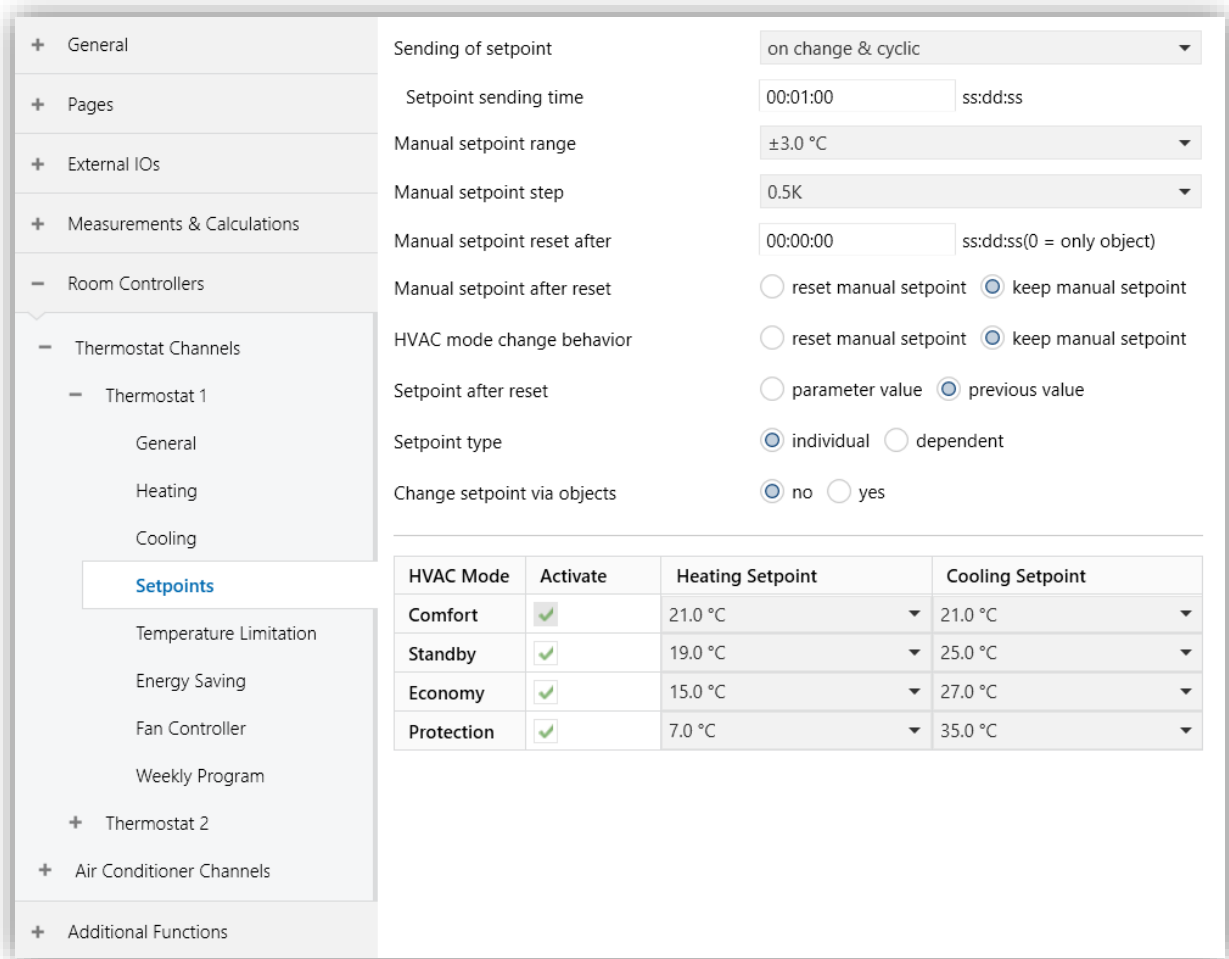 General
Pages
External IOs
Measurements & Calculations
Room Controllers
Thermostat Channels
Thermostat 1
General
Heating
Cooling
Setpoints
Temperature Limitation
Energy Saving
Fan Controller
Weekly Program
Thermostat 2
Air Conditioner Channels
Additional Functions
Sending of setpoint on change & cyclic
Setpoint sending time 00:01:00 ss:dd:ss
Manual setpoint range ±3.0 °C
Manual setpoint step 0.5K
Manual setpoint reset after 00:00:00 ss:dd:ss(0 = only object)
Manual setpoint after reset reset manual setpoint keep manual setpoint
HVAC mode change behavior reset manual setpoint keep manual setpoint
Setpoint after reset parameter value previous value
Setpoint type individual dependent
Change setpoint via objects no yes
HVAC Mode Activate Heating Setpoint Cooling Setpoint
Comfort 21.0 °C 21.0 °C
Standby 19.0 °C 25.0 °C
Economy 15.0 °C 27.0 °C
Protection 7.0 °C 35.0 °C